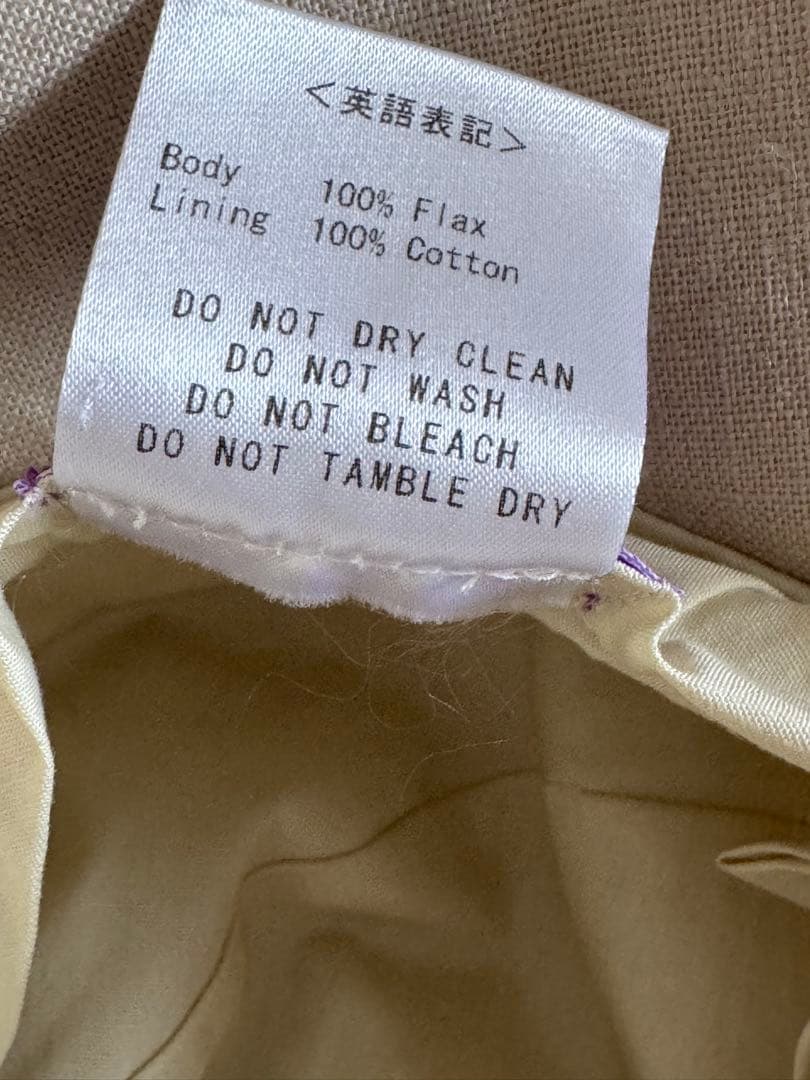 <英語表記>
Body 100% Flax
Lining 100% Cotton
DO NOT DRY CLEAN
DO NOT WASH
DO NOT BLEACH
DO NOT TAMBLE DRY